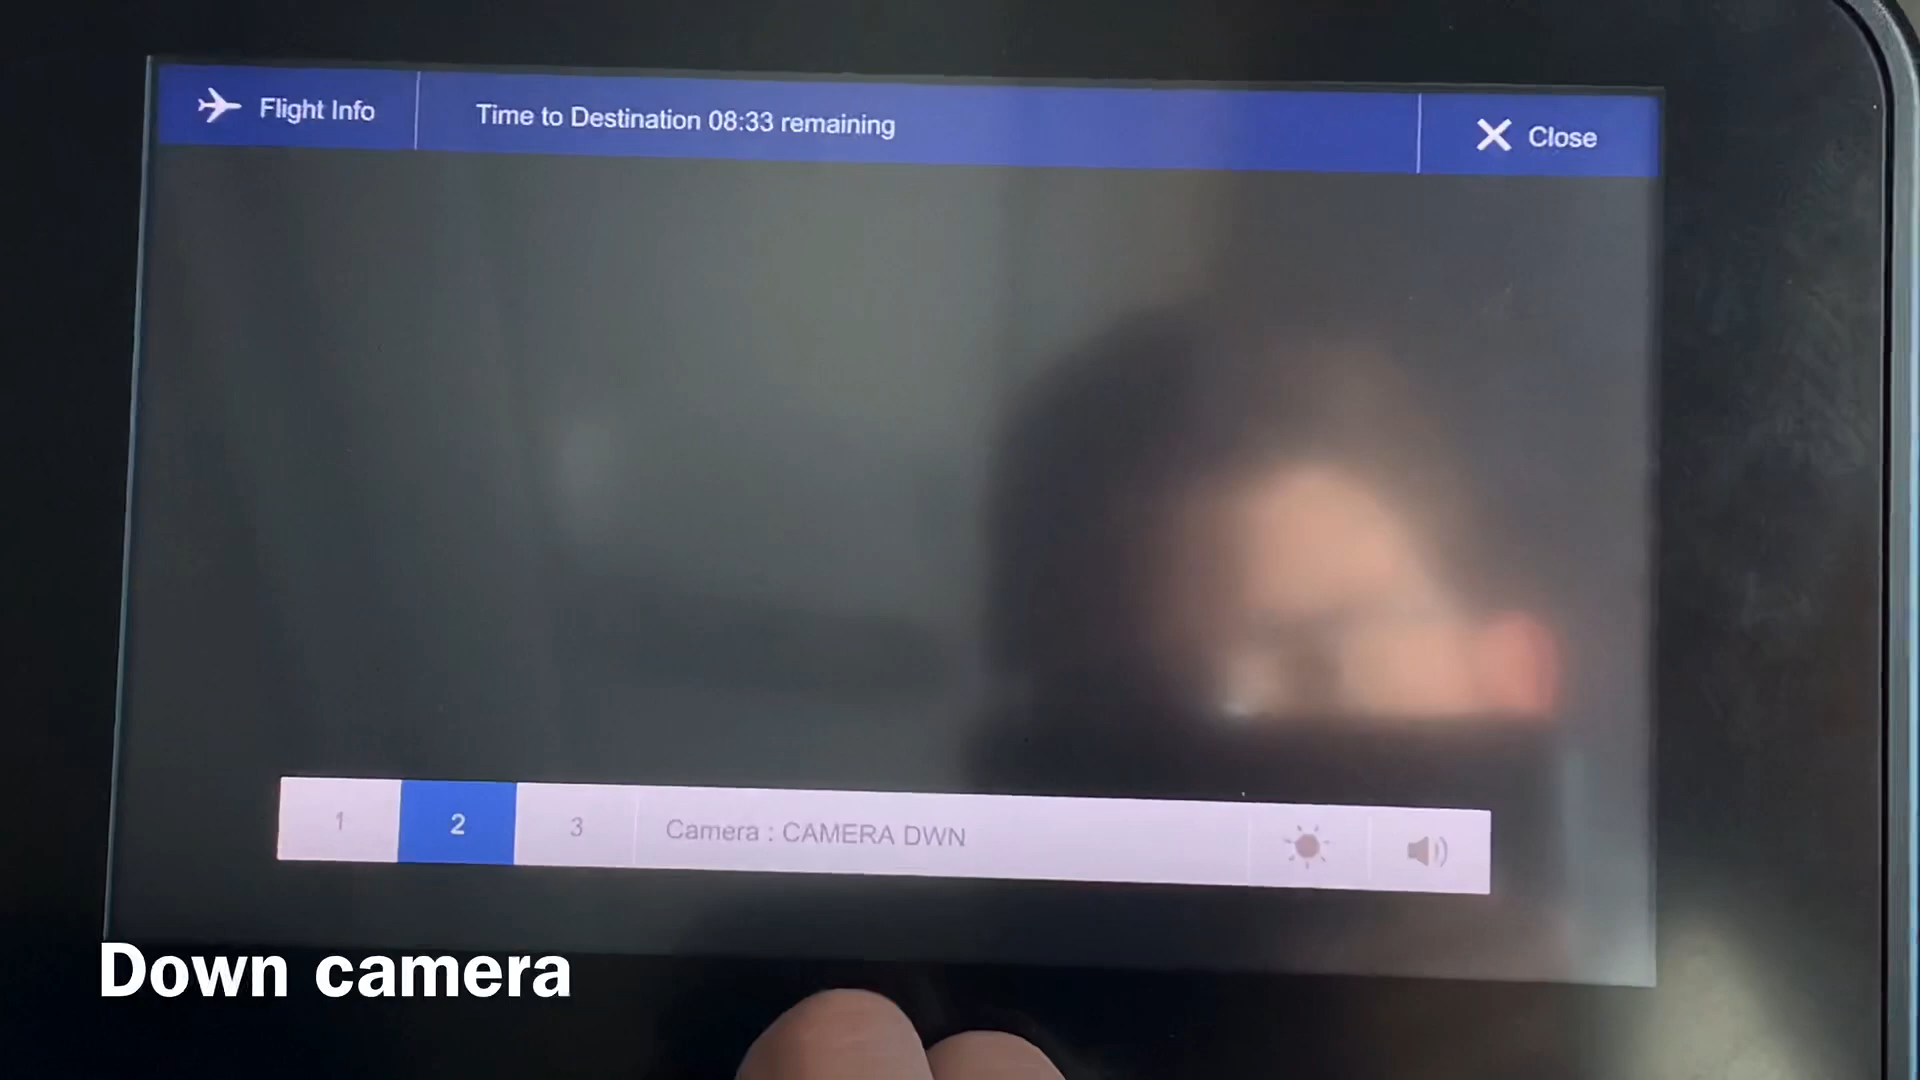 Flight Info
Time to Destination 08:33 remaining
Close
1
2
3
Camera : CAMERA DWN
Down camera